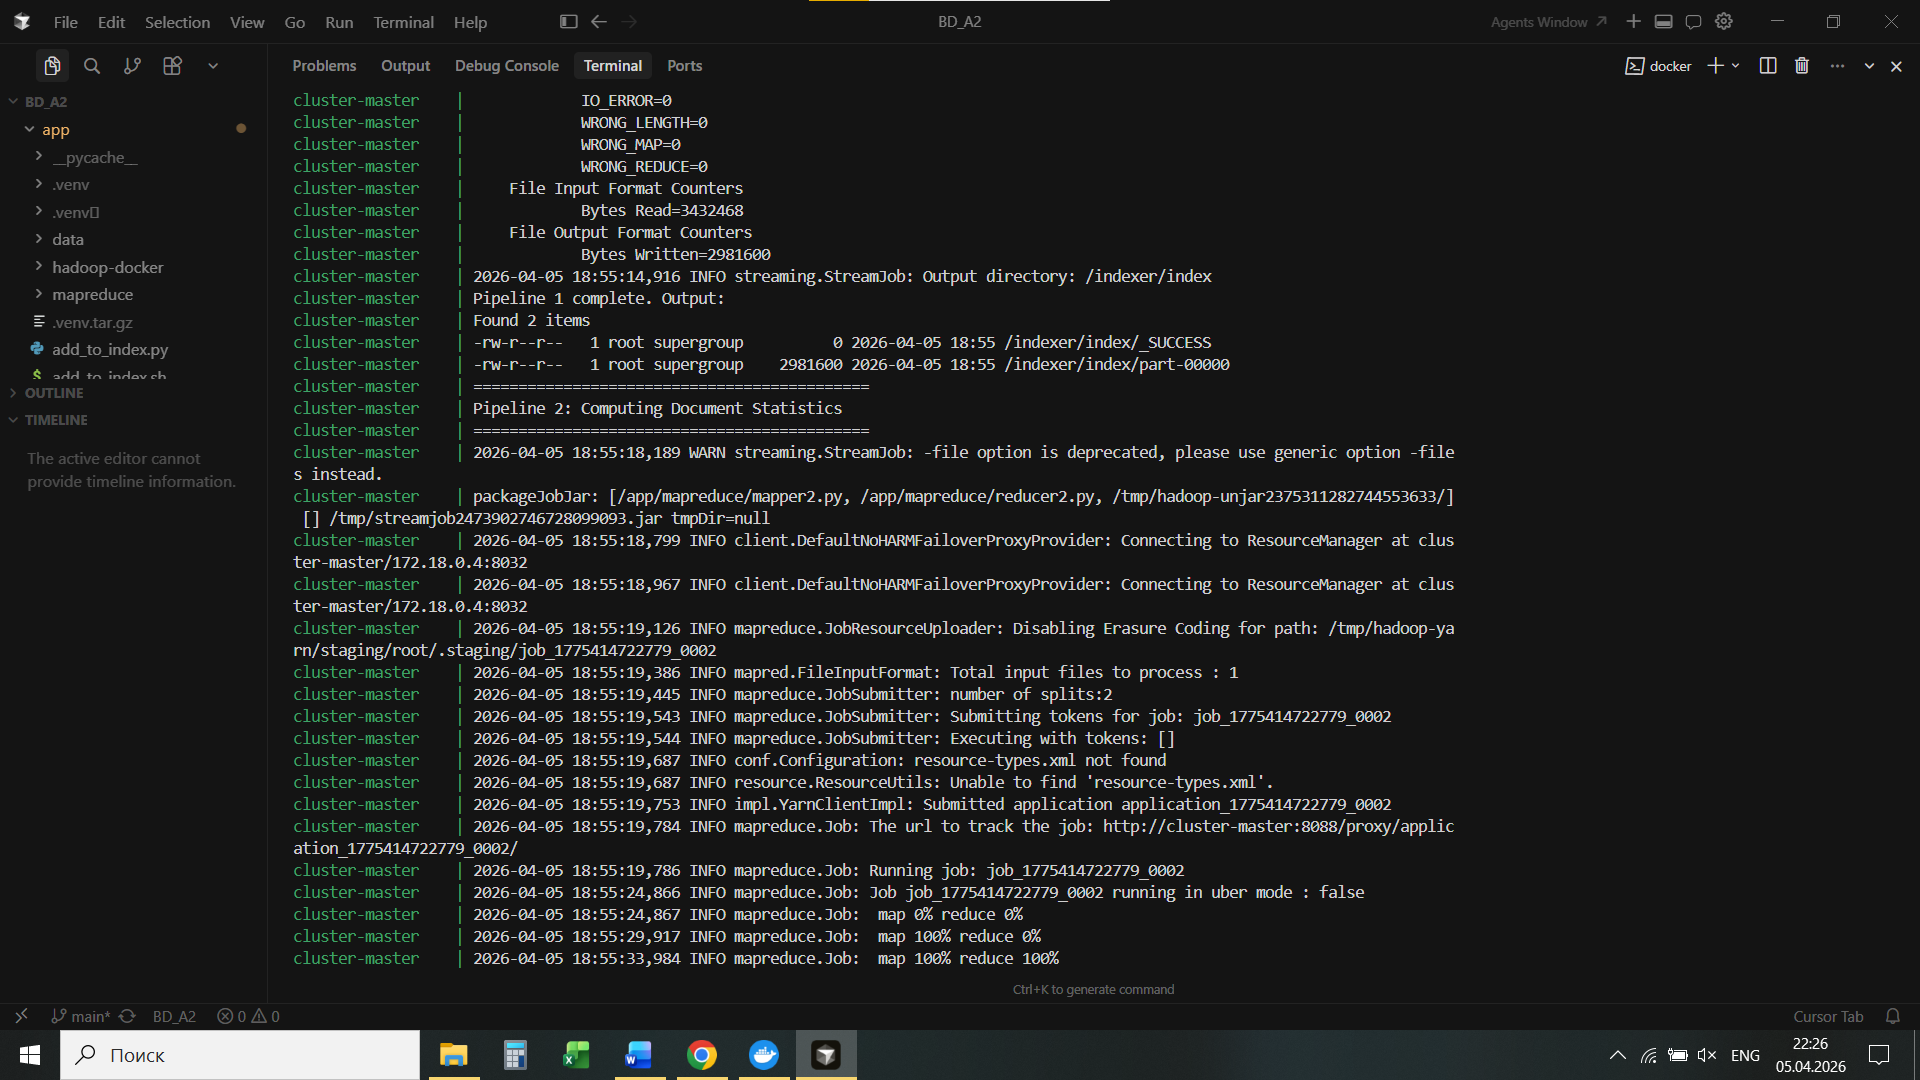 File Edit Selection View Go Run Terminal Help
BD_A2
Agents Window
Problems Output Debug Console Terminal Ports
docker
BD_A2
app
__pycache__
.venv
.venv
data
hadoop-docker
mapreduce
.venv.tar.gz
add_to_index.py
add_to_index.sh
OUTLINE
TIMELINE
The active editor cannot
provide timeline information.
cluster-master | IO_ERROR=0
cluster-master | WRONG_LENGTH=0
cluster-master | WRONG_MAP=0
cluster-master | WRONG_REDUCE=0
cluster-master | File Input Format Counters
cluster-master | Bytes Read=3432468
cluster-master | File Output Format Counters
cluster-master | Bytes Written=2981600
cluster-master | 2026-04-05 18:55:14,916 INFO streaming.StreamJob: Output directory: /indexer/index
cluster-master | Pipeline 1 complete. Output:
cluster-master | Found 2 items
cluster-master | -rw-r--r-- 1 root supergroup 0 2026-04-05 18:55 /indexer/index/_SUCCESS
cluster-master | -rw-r--r-- 1 root supergroup 2981600 2026-04-05 18:55 /indexer/index/part-00000
cluster-master | ============================================
cluster-master | Pipeline 2: Computing Document Statistics
cluster-master | ============================================
cluster-master | 2026-04-05 18:55:18,189 WARN streaming.StreamJob: -file option is deprecated, please use generic option -file
s instead.
cluster-master | packageJobJar: [/app/mapreduce/mapper2.py, /app/mapreduce/reducer2.py, /tmp/hadoop-unjar2375311282744553633/]
[] /tmp/streamjob2473902746728099093.jar tmpDir=null
cluster-master | 2026-04-05 18:55:18,799 INFO client.DefaultNoHARMFailoverProxyProvider: Connecting to ResourceManager at clus
ter-master/172.18.0.4:8032
cluster-master | 2026-04-05 18:55:18,967 INFO client.DefaultNoHARMFailoverProxyProvider: Connecting to ResourceManager at clus
ter-master/172.18.0.4:8032
cluster-master | 2026-04-05 18:55:19,126 INFO mapreduce.JobResourceUploader: Disabling Erasure Coding for path: /tmp/hadoop-ya
rn/staging/root/.staging/job_1775414722779_0002
cluster-master | 2026-04-05 18:55:19,386 INFO mapred.FileInputFormat: Total input files to process : 1
cluster-master | 2026-04-05 18:55:19,445 INFO mapreduce.JobSubmitter: number of splits:2
cluster-master | 2026-04-05 18:55:19,543 INFO mapreduce.JobSubmitter: Submitting tokens for job: job_1775414722779_0002
cluster-master | 2026-04-05 18:55:19,544 INFO mapreduce.JobSubmitter: Executing with tokens: []
cluster-master | 2026-04-05 18:55:19,687 INFO conf.Configuration: resource-types.xml not found
cluster-master | 2026-04-05 18:55:19,687 INFO resource.ResourceUtils: Unable to find 'resource-types.xml'.
cluster-master | 2026-04-05 18:55:19,753 INFO impl.YarnClientImpl: Submitted application application_1775414722779_0002
cluster-master | 2026-04-05 18:55:19,784 INFO mapreduce.Job: The url to track the job: http://cluster-master:8088/proxy/applic
ation_1775414722779_0002/
cluster-master | 2026-04-05 18:55:19,786 INFO mapreduce.Job: Running job: job_1775414722779_0002
cluster-master | 2026-04-05 18:55:24,866 INFO mapreduce.Job: Job job_1775414722779_0002 running in uber mode : false
cluster-master | 2026-04-05 18:55:24,867 INFO mapreduce.Job: map 0% reduce 0%
cluster-master | 2026-04-05 18:55:29,917 INFO mapreduce.Job: map 100% reduce 0%
cluster-master | 2026-04-05 18:55:33,984 INFO mapreduce.Job: map 100% reduce 100%
Ctrl+K to generate command
main* BD_A2 0 0
Cursor Tab
Поиск
ENG
22:26
05.04.2026